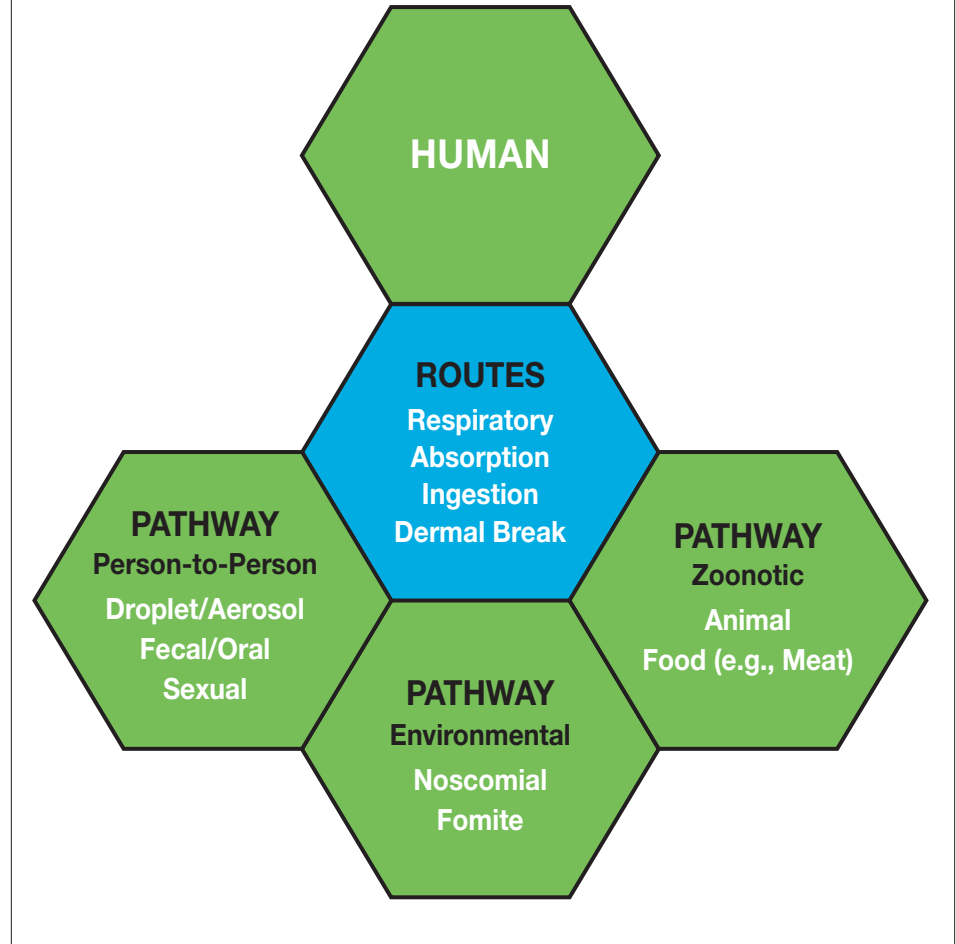 HUMAN
ROUTES
Respiratory
Absorption
Ingestion
Dermal Break
PATHWAY
Person-to-Person
Droplet/Aerosol
Fecal/Oral
Sexual
PATHWAY
Environmental
Noscomial
Fomite
PATHWAY
Zoonotic
Animal
Food (e.g., Meat)